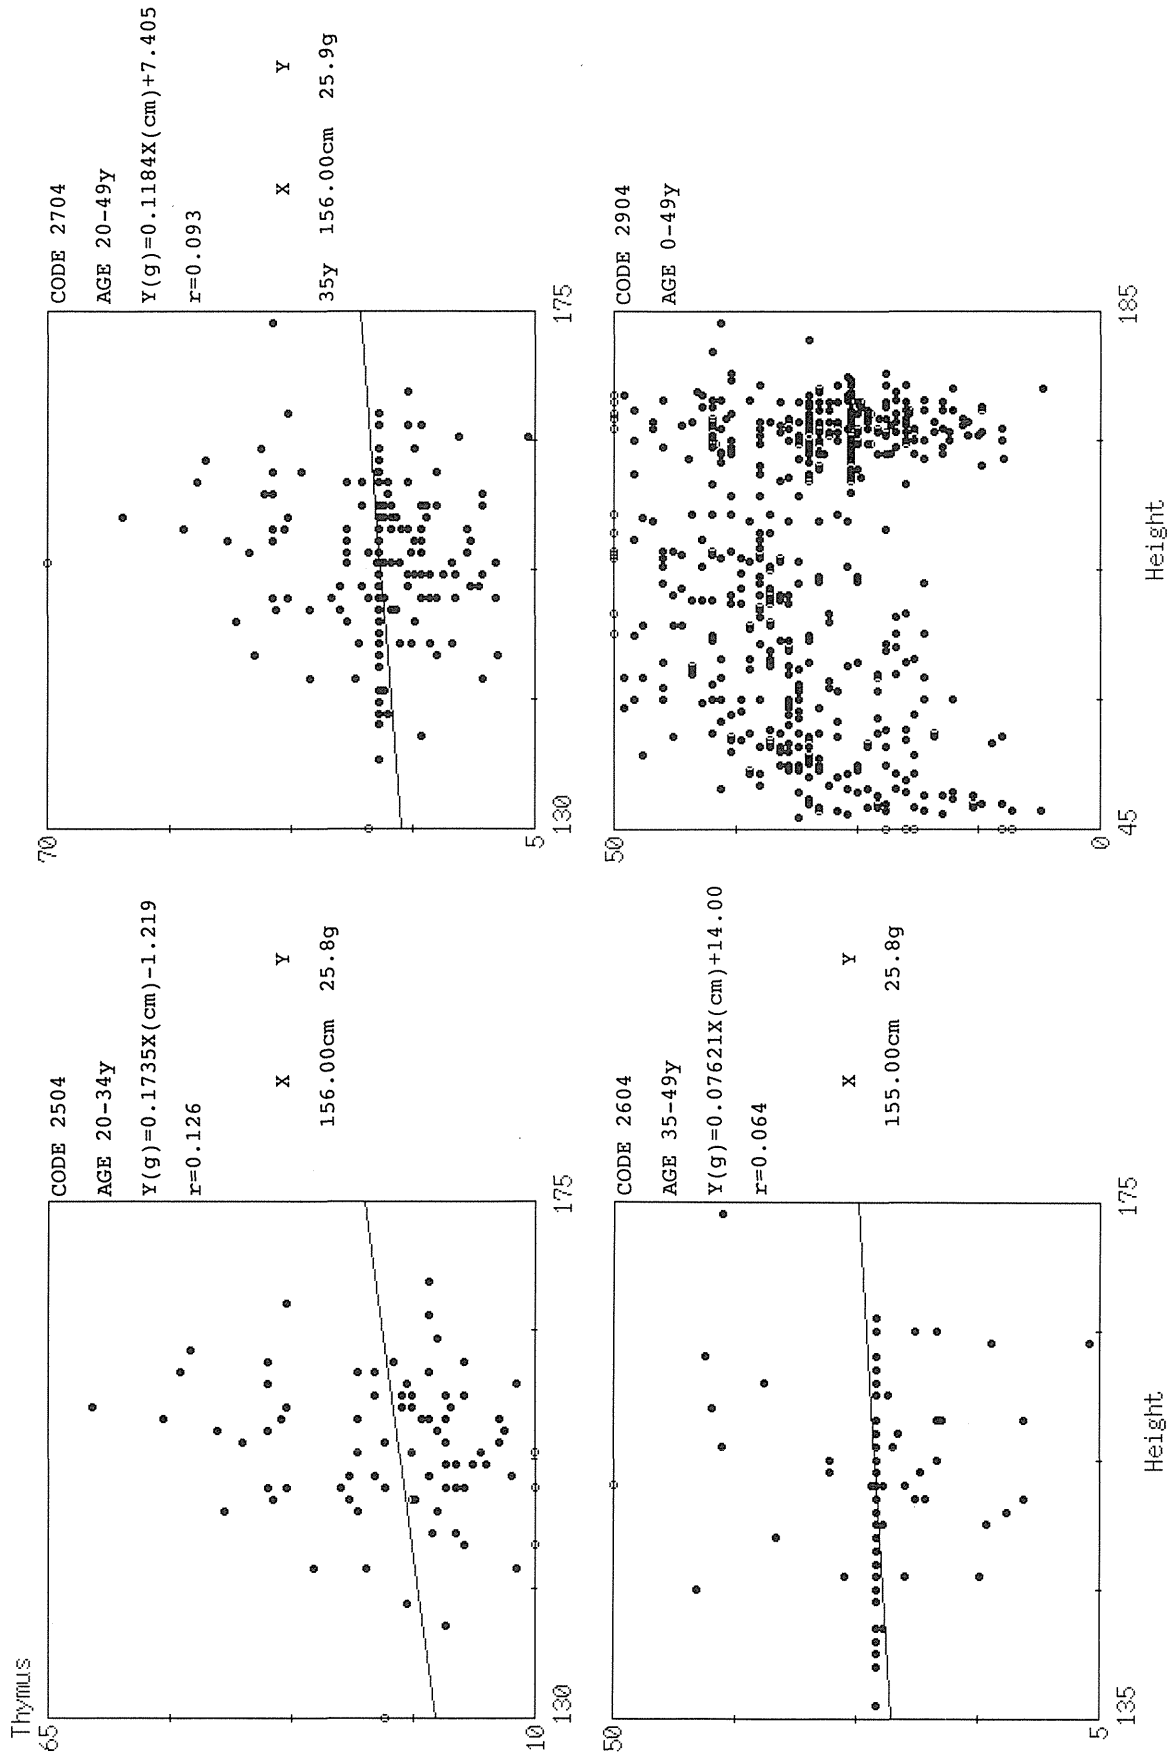 Thymus
65
CODE 2504
AGE 20-34y
Y(g)=0.1735X(cm)-1.219
r=0.126
X Y
156.00cm 25.8g
10
130
175
70
CODE 2704
AGE 20-49y
Y(g)=0.1184X(cm)+7.405
r=0.093
X Y
35y 156.00cm 25.9g
5
130
175
50
CODE 2604
AGE 35-49y
Y(g)=0.07621X(cm)+14.00
r=0.064
X Y
155.00cm 25.8g
5
135
175
Height
50
CODE 2904
AGE 0-49y
0
45
185
Height